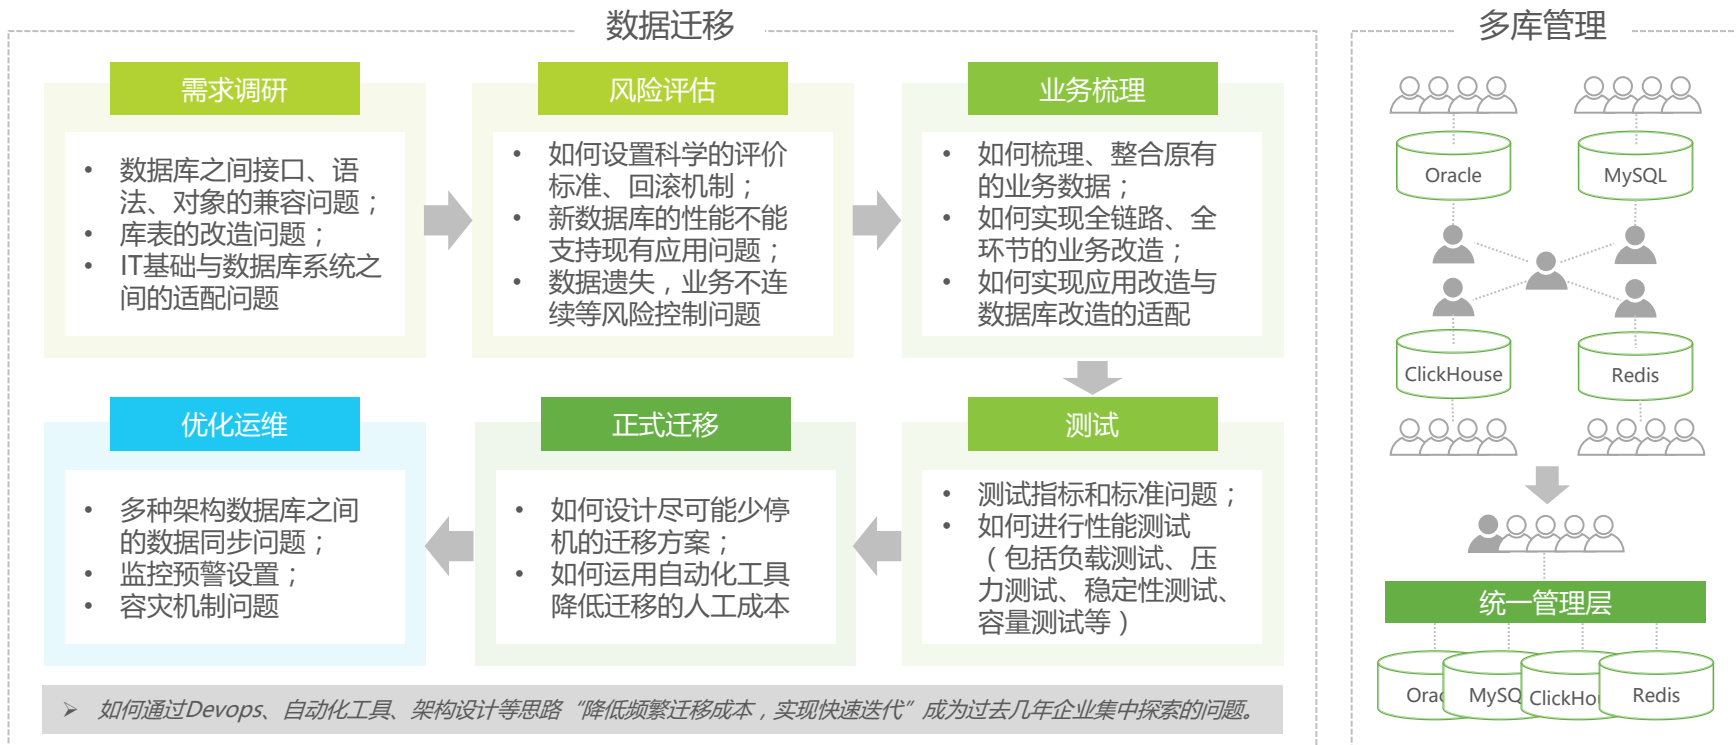 数据迁移
需求调研
• 数据库之间接口、语
法、对象的兼容问题；
• 库表的改造问题；
• IT基础与数据库系统之
间的适配问题
风险评估
• 如何设置科学的评价
标准、回滚机制；
• 新数据库的性能不能
支持现有应用问题；
• 数据遗失，业务不连
续等风险控制问题
业务梳理
• 如何梳理、整合原有
的业务数据；
• 如何实现全链路、全
环节的业务改造；
• 如何实现应用改造与
数据库改造的适配
测试
• 测试指标和标准问题；
• 如何进行性能测试
（包括负载测试、压
力测试、稳定性测试、
容量测试等）
正式迁移
• 如何设计尽可能少停
机的迁移方案；
• 如何运用自动化工具
降低迁移的人工成本
优化运维
• 多种架构数据库之间
的数据同步问题；
• 监控预警设置；
• 容灾机制问题
➢ 如何通过Devops、自动化工具、架构设计等思路“降低频繁迁移成本，实现快速迭代”成为过去几年企业集中探索的问题。
多库管理
Oracle
MySQL
ClickHouse
Redis
统一管理层
Orac
MySQ
ClickHou
Redis